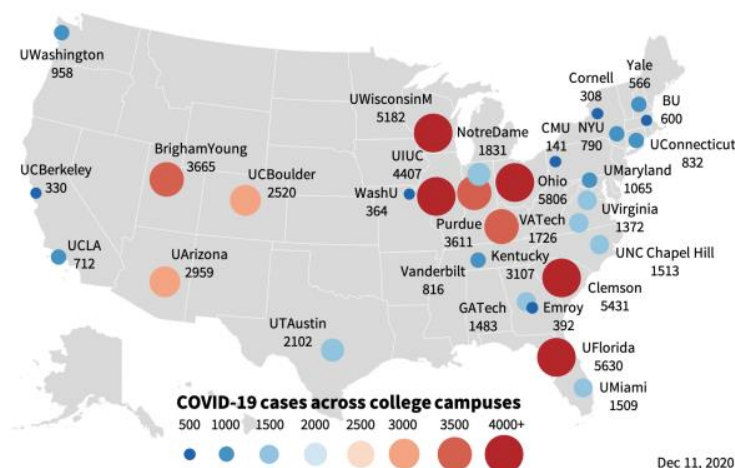 UWashington
958
UCBerkeley
330
UCLA
712
BrighamYoung
3665
UCBoulder
2520
UArizona
2959
UTAustin
2102
UWisconsinM
5182
UIUC
4407
WashU
364
NotreDame
1831
Purdue
3611
Ohio
5806
VATech
1726
Kentucky
3107
Vanderbilt
816
GATech
1483
Emroy
392
Clemson
5431
UFlorida
5630
UMiami
1509
UNC Chapel Hill
1513
UVirginia
1372
UMaryland
1065
CMU
141
NYU
790
Cornell
308
Yale
566
BU
600
UConnecticut
832
COVID-19 cases across college campuses
500 1000 1500 2000 2500 3000 3500 4000+
Dec 11, 2020